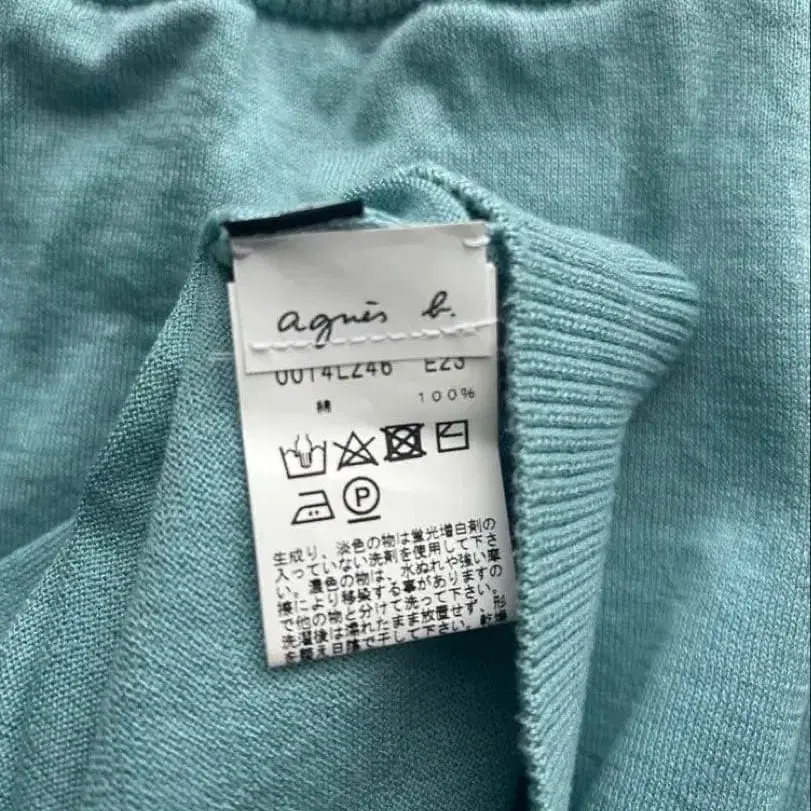 agnès b.
0014L246 E23
綿 100%
P
生成り、淡色の物は蛍光増白剤の
入っていない洗剤を使用して下さ
い。濃色の物は、水ぬれや強い摩
擦により移染する事がありますの
で他の物と分けて洗って下さい。
洗濯後は濡れたまま放置せず、形
を整え日陰で干して下さい。乾燥